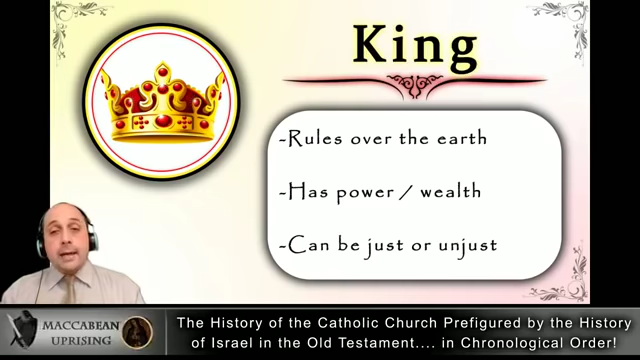 King
-Rules over the earth
-Has power / wealth
-Can be just or unjust
MACCABEAN
UPRISING
The History of the Catholic Church Prefigured by the History
of Israel in the Old Testament.... in Chronological Order!